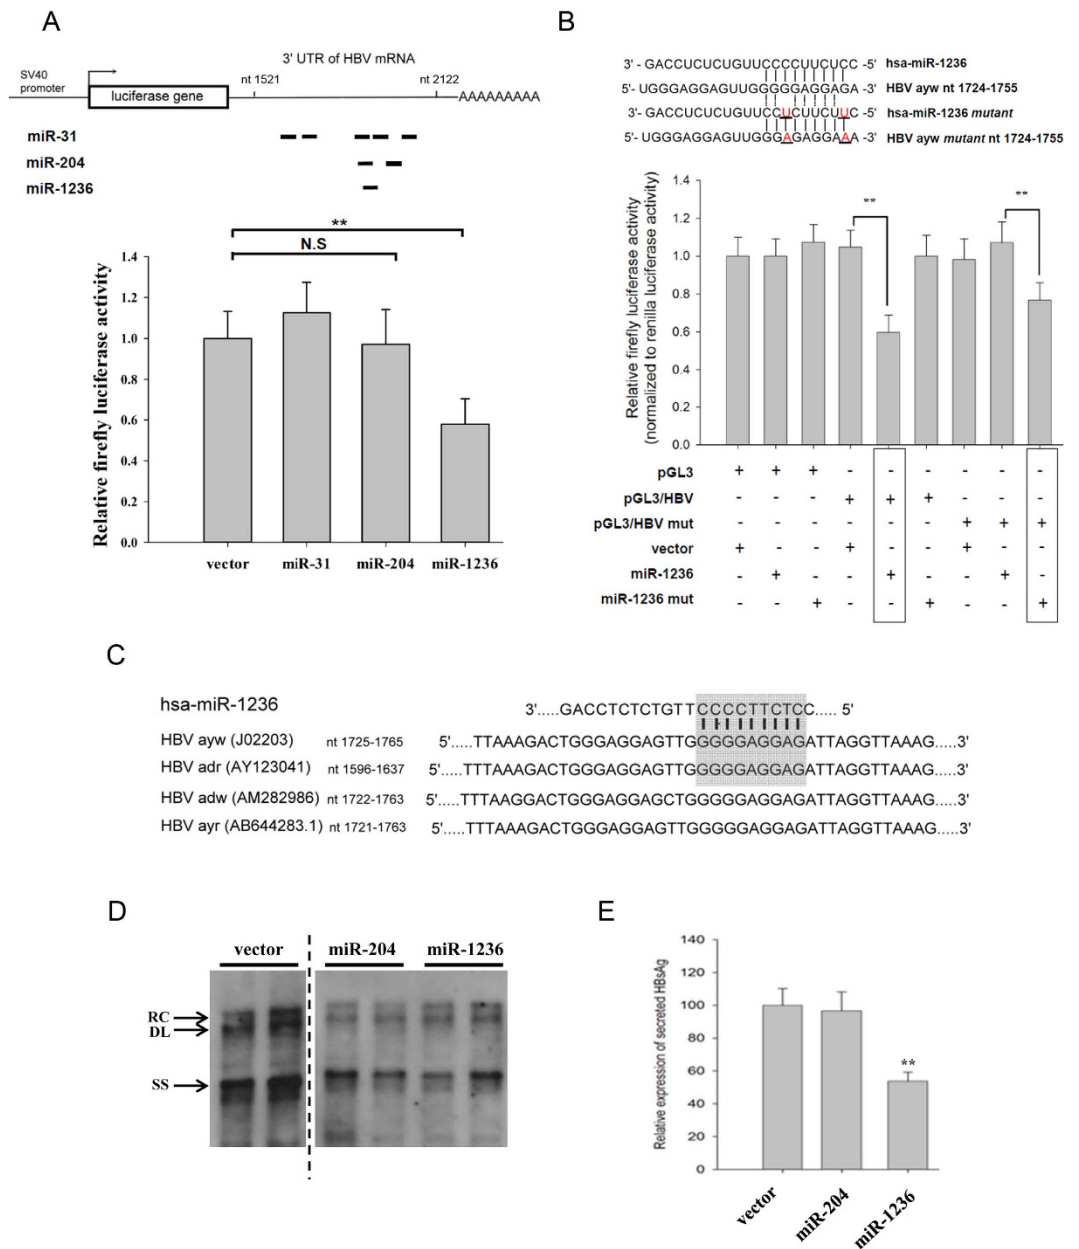 A
3' UTR of HBV mRNA
SV40
promoter
luciferase gene
nt 1521
nt 2122
AAAAAAAAA
miR-31
miR-204
miR-1236
**
N.S
Relative firefly luciferase activity
1.4
1.2
1.0
0.8
0.6
0.4
0.2
0.0
vector
miR-31
miR-204
miR-1236
B
3' - GACCUCUCUGUUCCCCUUCUCC -5' hsa-miR-1236
5'- UGGGAGGAGUUGGGGGAGGAGA -3' HBV ayw nt 1724-1755
3' - GACCUCUCUGUUCCUCUUCUUC -5' hsa-miR-1236 mutant
5'- UGGGAGGAGUUGGGAGAGGAAA -3' HBV ayw mutant nt 1724-1755
Relative firefly luciferase activity
(normalized to renilla luciferase activity)
1.4
1.2
1.0
0.8
0.6
0.4
0.2
0.0
**
**
pGL3 + + + - - - - - -
pGL3/HBV - - - + + + - - -
pGL3/HBV mut - - - - - - + + +
vector + - - + - - + - -
miR-1236 - + - - + - - + -
miR-1236 mut - - + - - + - - +
C
hsa-miR-1236 3'.....GACCTCTCTGTTCCCCTTCTCC..... 5'
HBV ayw (J02203) nt 1725-1765 5'.....TTAAAGACTGGGAGGAGTTGGGGGAGGAGATTAGGTTAAAG.....3'
HBV adr (AY123041) nt 1596-1637 5'.....TTAAAGACTGGGAGGAGTTGGGGGAGGAGATTAGGTTAAAG.....3'
HBV adw (AM282986) nt 1722-1763 5'.....TTTAAGGACTGGGAGGAGCTGGGGGAGGAGATTAGGTTAAAG.....3'
HBV ayr (AB644283.1) nt 1721-1763 5'.....TTTAAAGACTGGGAGGAGTTGGGGGAGGAGATTAGGTTAAAG.....3'
D
vector miR-204 miR-1236
RC
DL
SS
E
Relative expression of secreted HBsAg
140
120
100
80
60
40
20
0
**
vector
miR-204
miR-1236